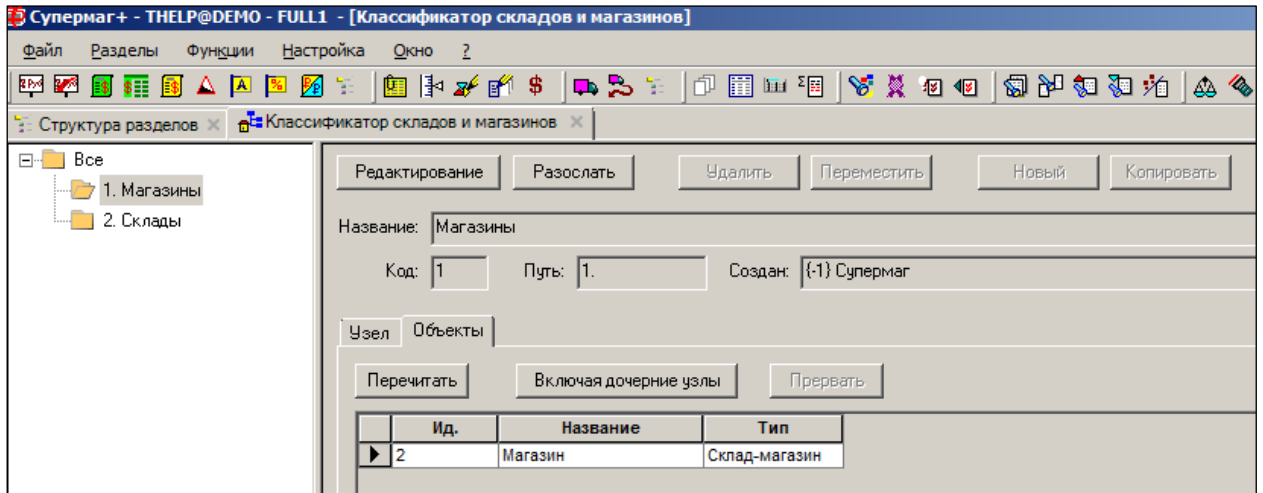 Супермаг+ - THELP@DEMO - FULL1 - [Классификатор складов и магазинов]
Файл Разделы Функции Настройка Окно ?
Структура разделов Классификатор складов и магазинов
Все
1. Магазины
2. Склады
Редактирование Разослать Удалить Переместить Новый Копировать
Название: Магазины
Код: 1 Путь: 1. Создан: {-1} Супермаг
Узел Объекты
Перечитать Включая дочерние узлы Прервать
Ид. Название Тип
2 Магазин Склад-магазин